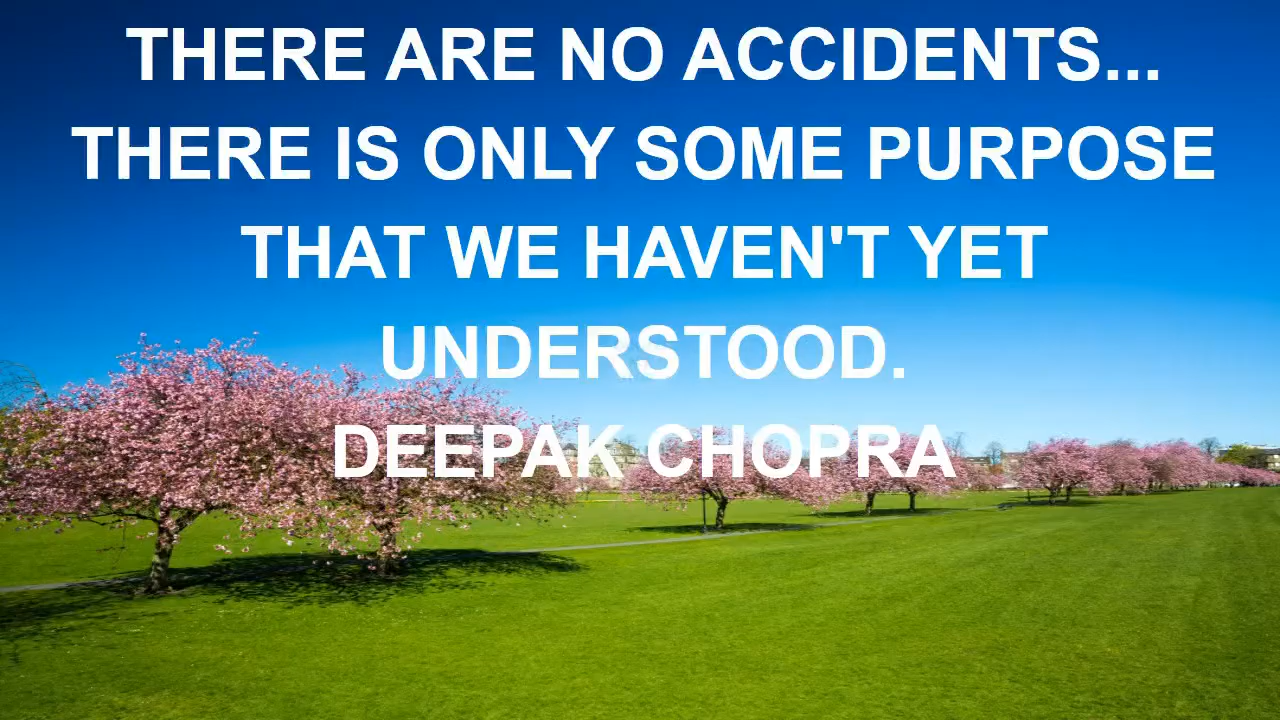 THERE ARE NO ACCIDENTS...
THERE IS ONLY SOME PURPOSE
THAT WE HAVEN'T YET
UNDERSTOOD.
DEEPAK CHOPRA